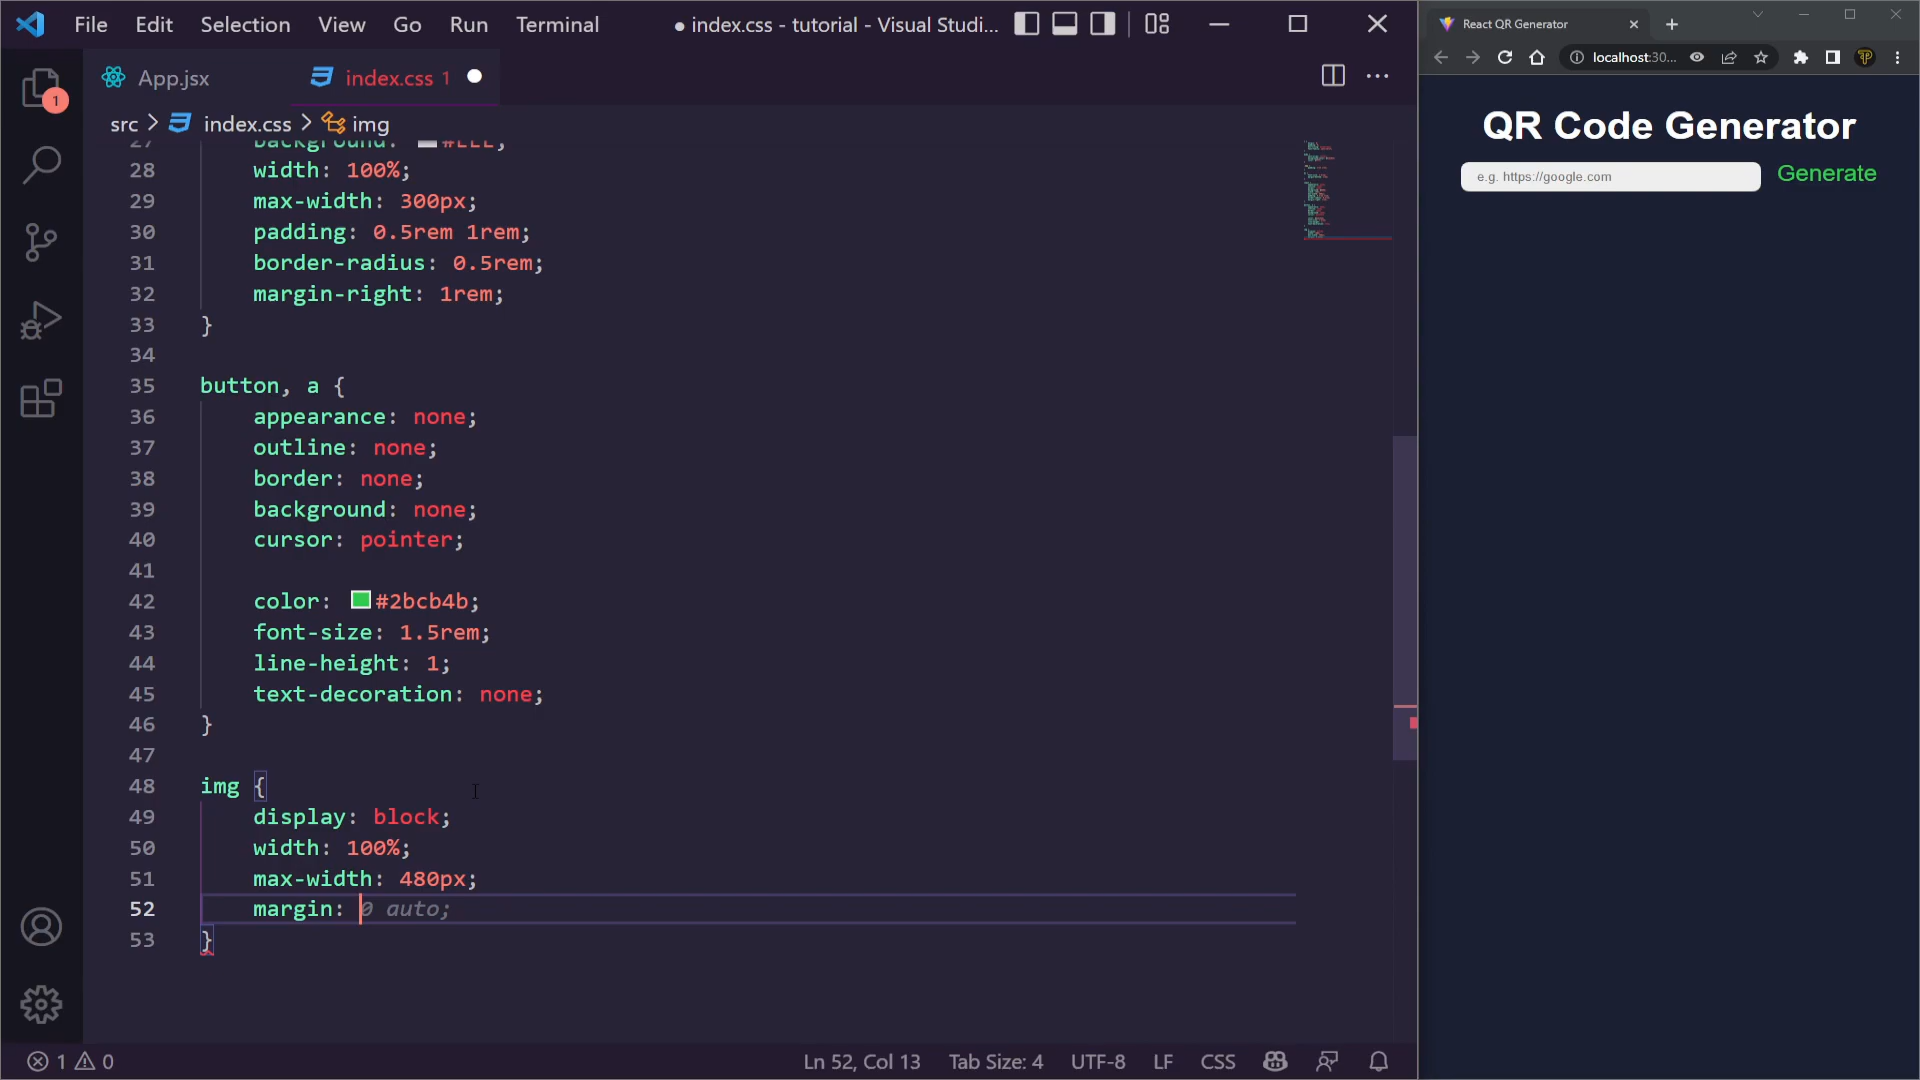 File Edit Selection View Go Run Terminal
● index.css - tutorial - Visual Studi...
App.jsx
index.css 1
src > index.css > img
27 background: #EEE;
28 width: 100%;
29 max-width: 300px;
30 padding: 0.5rem 1rem;
31 border-radius: 0.5rem;
32 margin-right: 1rem;
33 }
34
35 button, a {
36 appearance: none;
37 outline: none;
38 border: none;
39 background: none;
40 cursor: pointer;
41
42 color: #2bcb4b;
43 font-size: 1.5rem;
44 line-height: 1;
45 text-decoration: none;
46 }
47
48 img {
49 display: block;
50 width: 100%;
51 max-width: 480px;
52 margin: 0 auto;
53 }
1
1 0
Ln 52, Col 13 Tab Size: 4 UTF-8 LF CSS
React QR Generator
localhost:30...
QR Code Generator
e.g. https://google.com
Generate